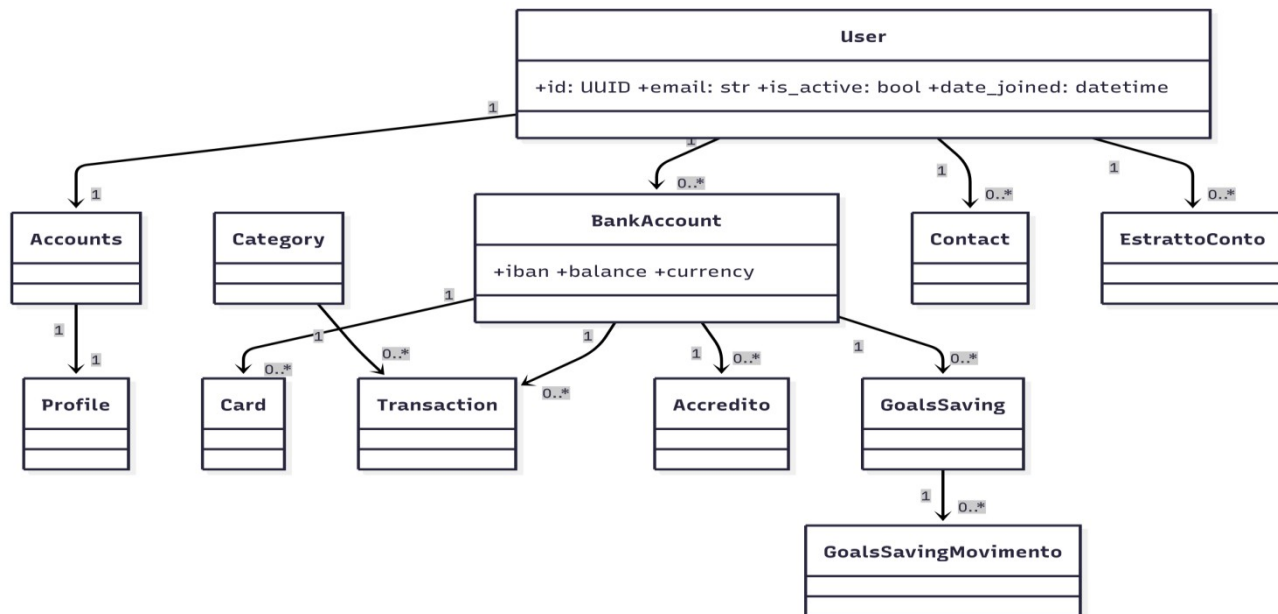 User
+id: UUID +email: str +is_active: bool +date_joined: datetime
1
1
1
1
1
0..*
0..*
0..*
Accounts
Category
BankAccount
Contact
EstrattoConto
+iban +balance +currency
1
1
1
1
1
1
1
0..*
0..*
0..*
0..*
0..*
Profile
Card
Transaction
Accredito
GoalsSaving
1
0..*
GoalsSavingMovimento